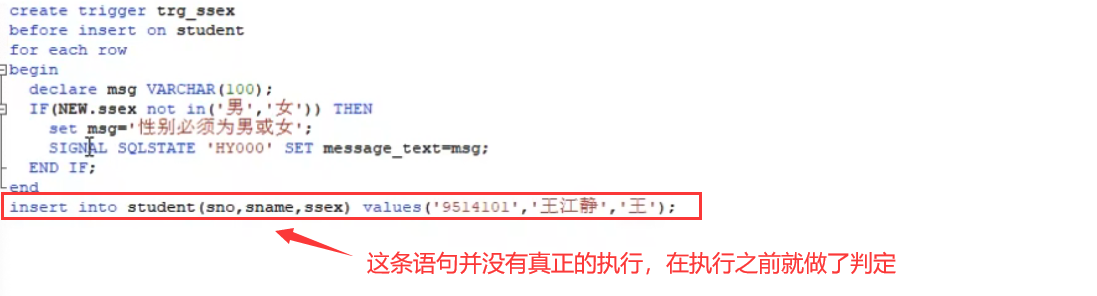 create trigger trg_ssex
before insert on student
for each row
begin
declare msg VARCHAR(100);
IF(NEW.ssex not in('男','女')) THEN
set msg='性别必须为男或女';
SIGNAL SQLSTATE 'HY000' SET message_text=msg;
END IF;
end
insert into student(sno,sname,ssex) values('9514101','王江静','王');
这条语句并没有真正的执行，在执行之前就做了判定